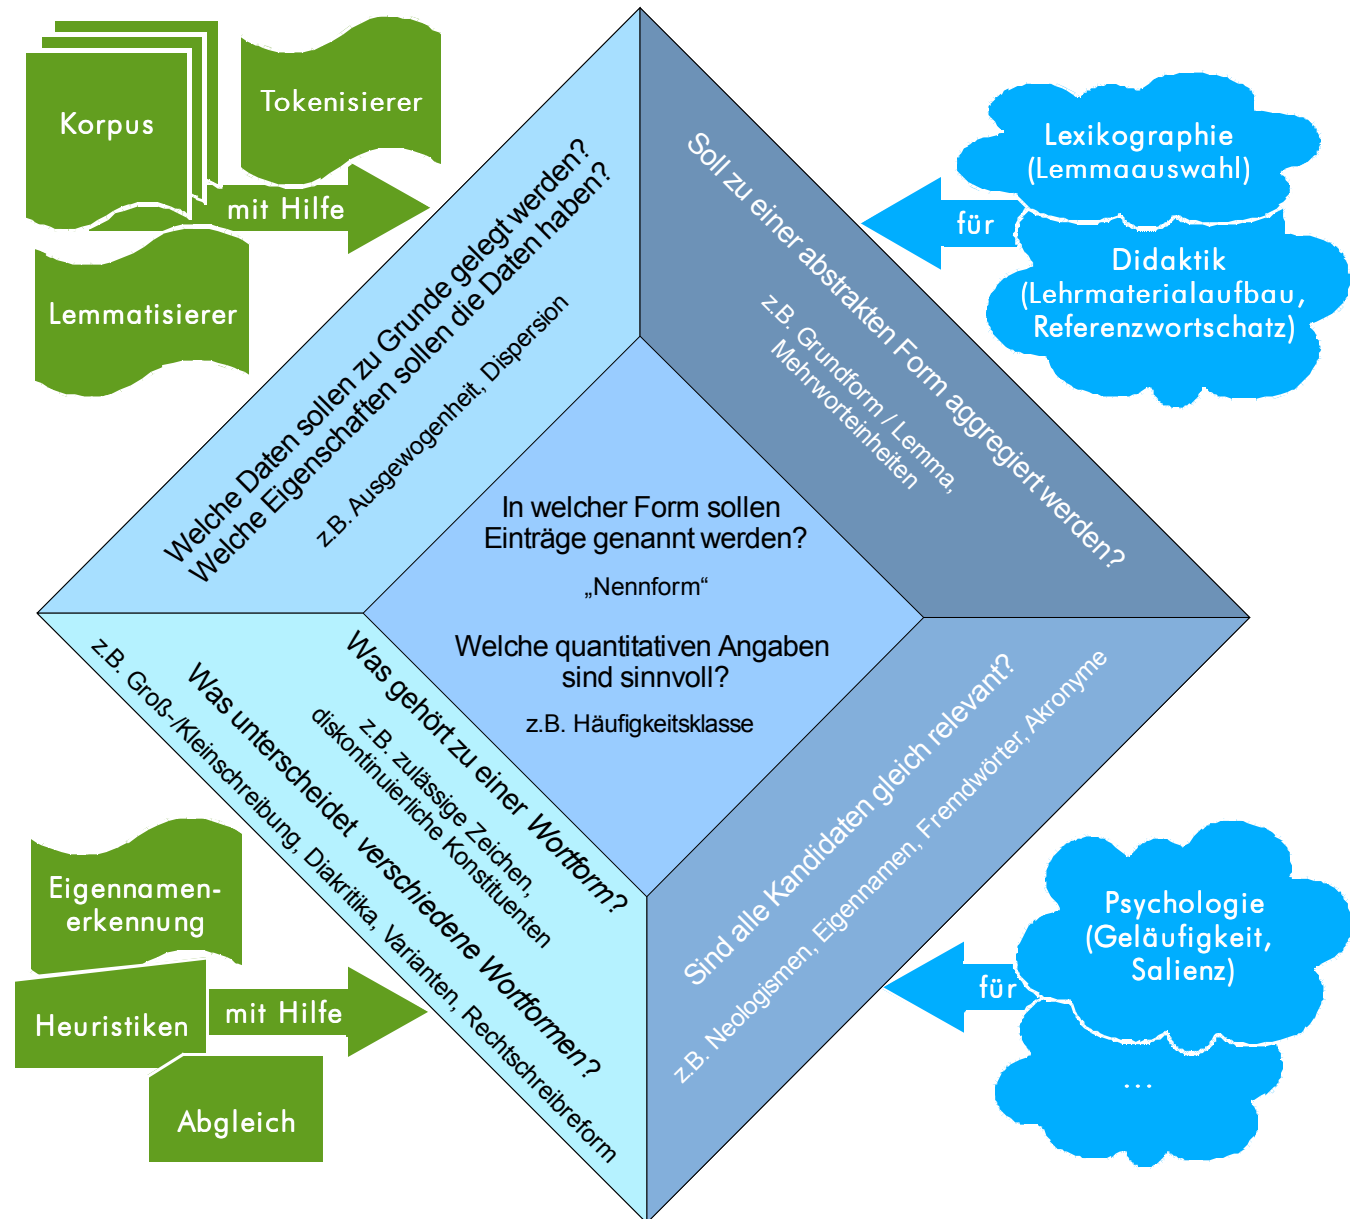 Korpus
Tokenisierer
mit Hilfe
Lemmatisierer
Welche Daten sollen zu Grunde gelegt werden?
Welche Eigenschaften sollen die Daten haben?
z.B. Ausgewogenheit, Dispersion
Soll zu einer abstrakten Form aggregiert werden?
z.B. Grundform / Lemma,
Mehrworteinheiten
Lexikographie
(Lemmaauswahl)
für
Didaktik
(Lehrmaterialaufbau,
Referenzwortschatz)
In welcher Form sollen
Einträge genannt werden?
„Nennform“
Welche quantitativen Angaben
sind sinnvoll?
z.B. Häufigkeitsklasse
Was gehört zu einer Wortform?
z.B. zulässige Zeichen,
diskontinuierliche Konstituenten
Was unterscheidet verschiedene Wortformen?
z.B. Groß-/Kleinschreibung, Diakritika, Varianten, Rechtschreibreform
Sind alle Kandidaten gleich relevant?
z.B. Neologismen, Eigennamen, Fremdwörter, Akronyme
Eigennamen-
erkennung
Heuristiken
mit Hilfe
Abgleich
Psychologie
(Geläufigkeit,
Salienz)
für
...